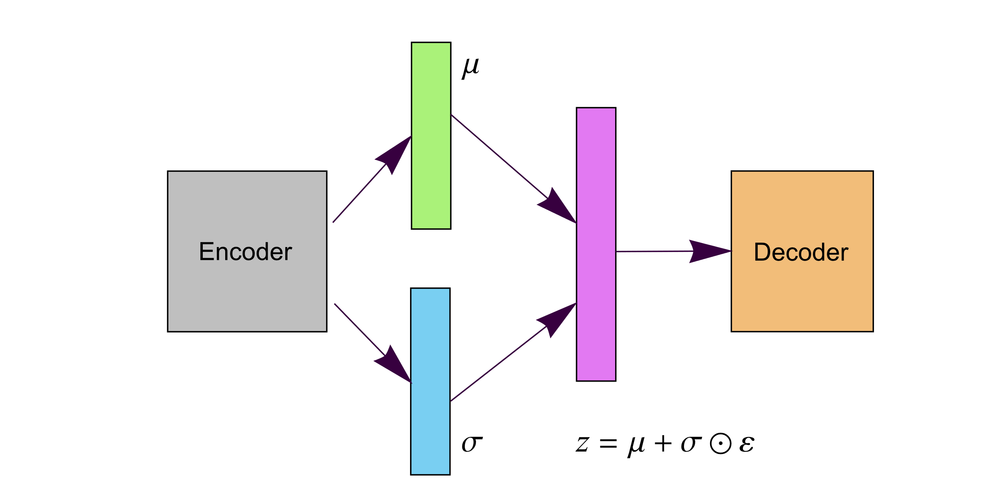 μ
Encoder
Decoder
σ
z = μ + σ ⊙ ε